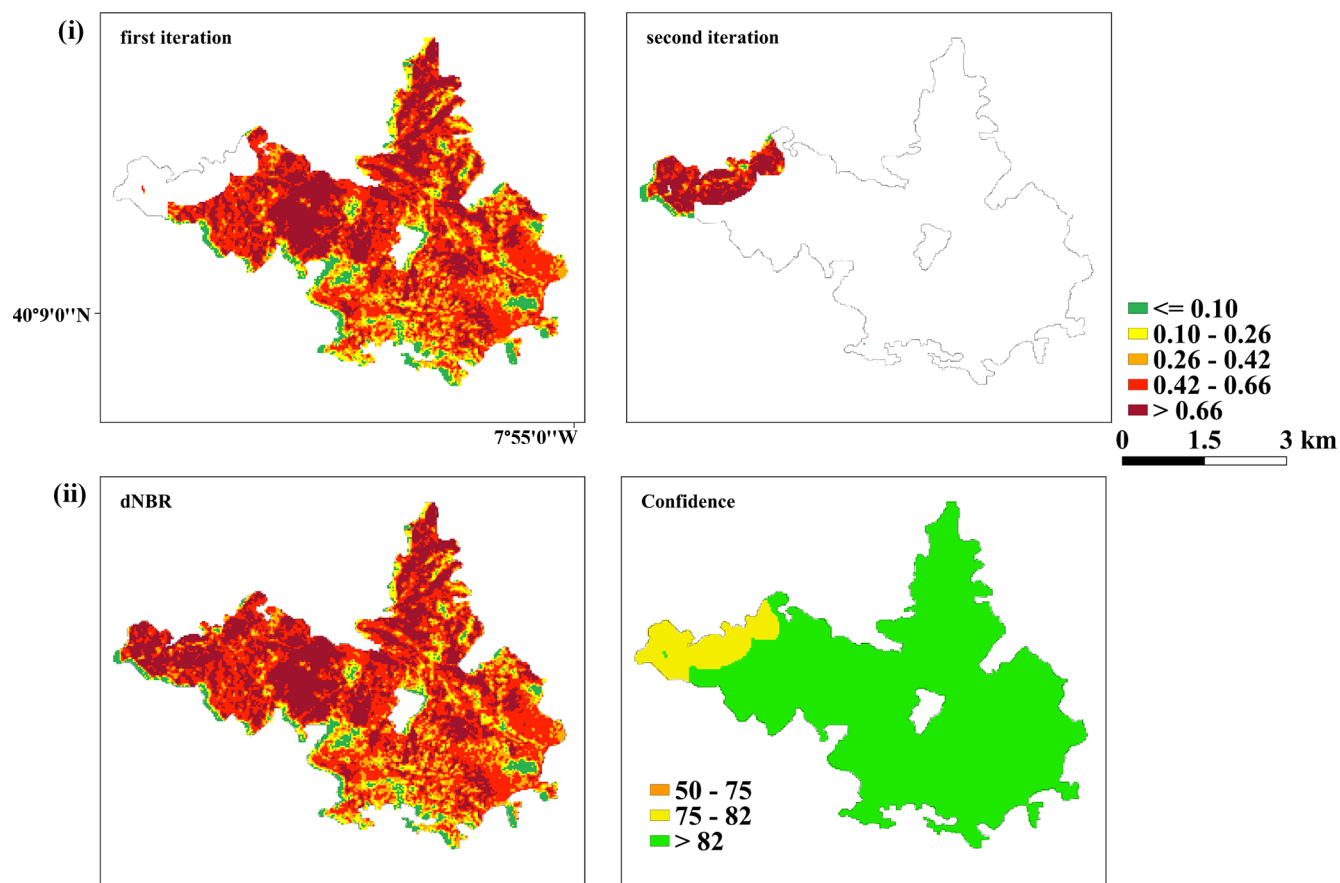 (i)
first iteration
second iteration
40°9'0''N
7°55'0''W
<= 0.10
0.10 - 0.26
0.26 - 0.42
0.42 - 0.66
> 0.66
0 1.5 3 km
(ii)
dNBR
Confidence
50 - 75
75 - 82
> 82